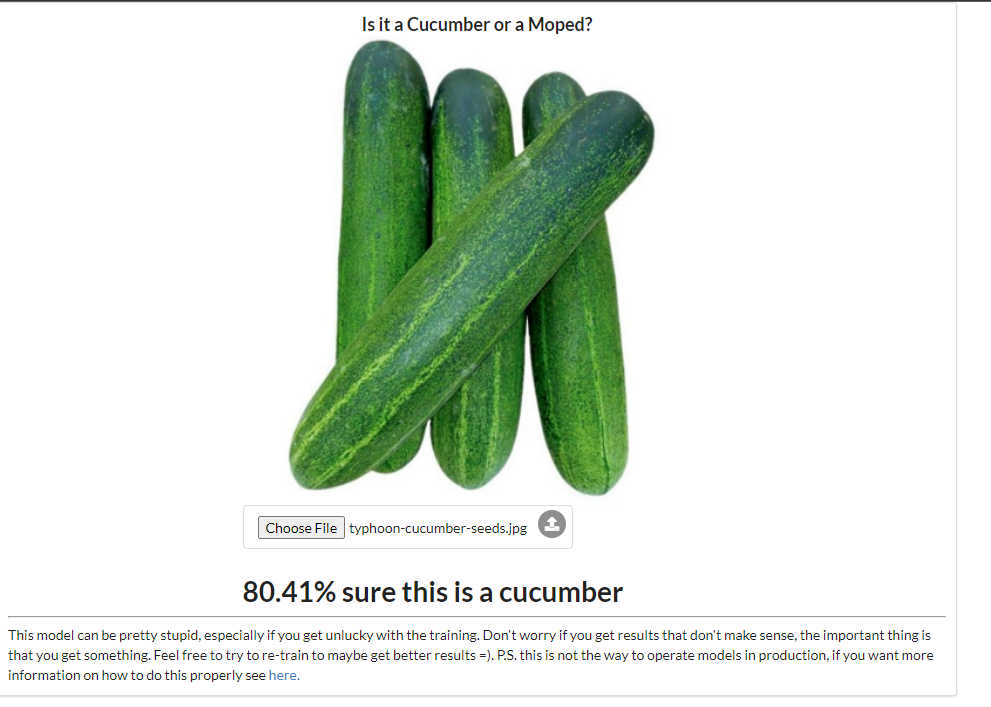 Is it a Cucumber or a Moped?
Choose File typhoon-cucumber-seeds.jpg
80.41% sure this is a cucumber
This model can be pretty stupid, especially if you get unlucky with the training. Don't worry if you get results that don't make sense, the important thing is
that you get something. Feel free to try to re-train to maybe get better results =). P.S. this is not the way to operate models in production, if you want more
information on how to do this properly see here.